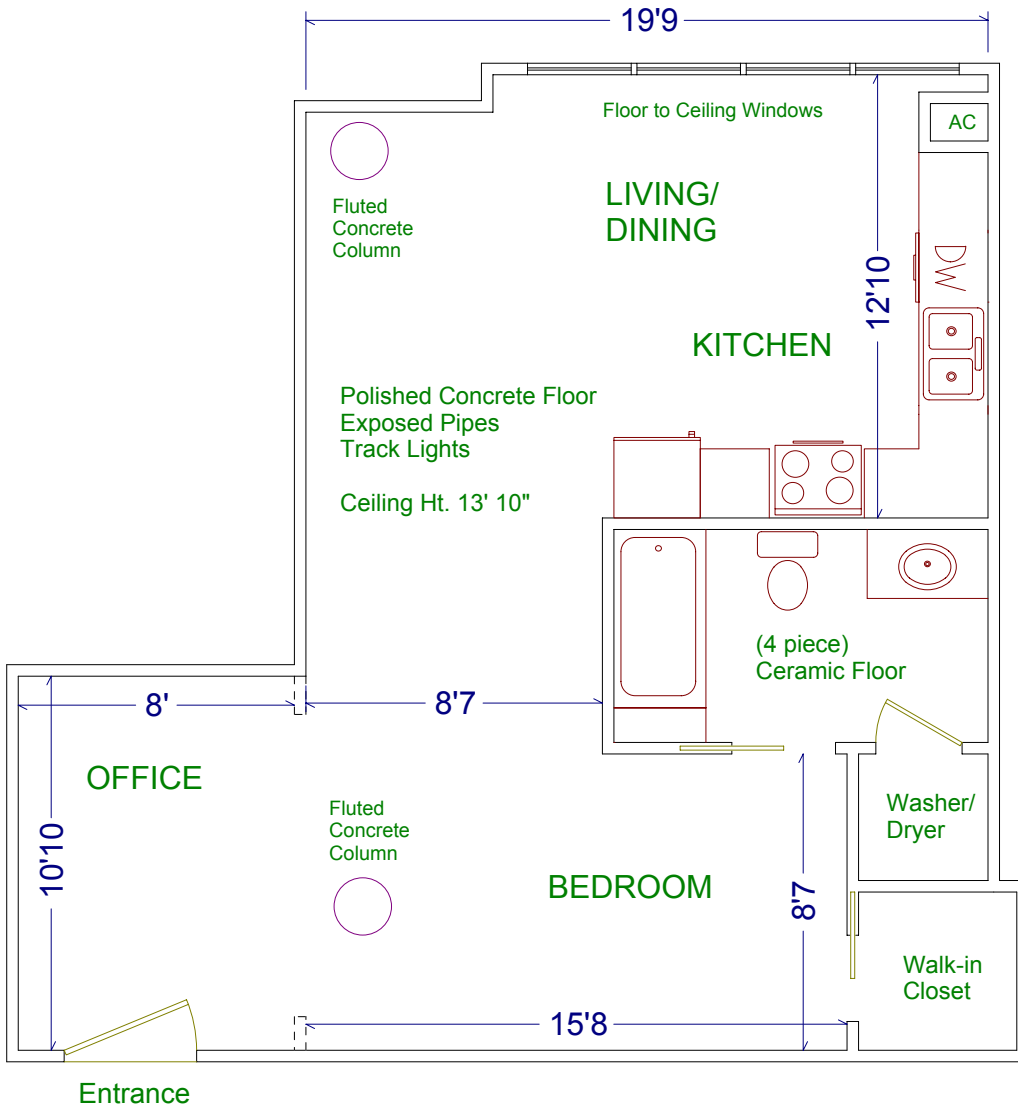 19'9
Floor to Ceiling Windows
AC
Fluted
Concrete
Column
LIVING/
DINING
DW
12'10
KITCHEN
Polished Concrete Floor
Exposed Pipes
Track Lights
Ceiling Ht. 13' 10"
(4 piece)
Ceramic Floor
8'
8'7
OFFICE
Fluted
Concrete
Column
Washer/
Dryer
10'10
BEDROOM
8'7
Walk-in
Closet
15'8
Entrance